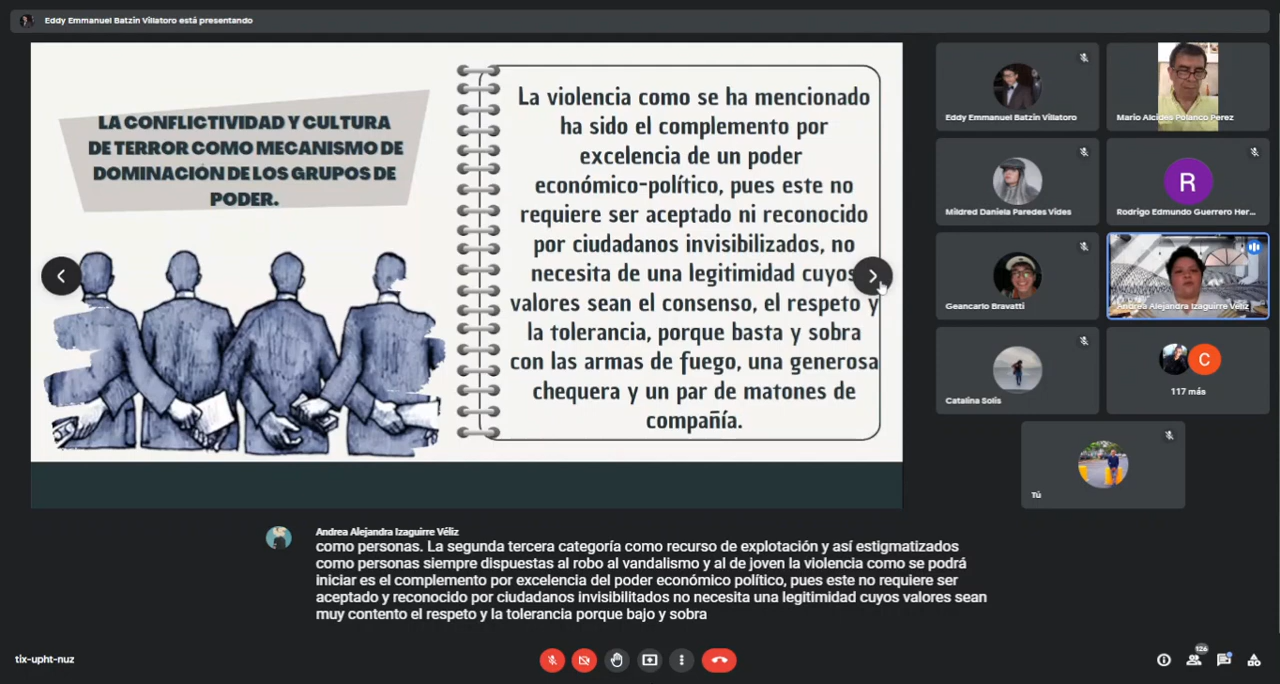 Eddy Emmanuel Batzin Villatoro está presentando
LA CONFLICTIVIDAD Y CULTURA
DE TERROR COMO MECANISMO DE
DOMINACIÓN DE LOS GRUPOS DE
PODER.
La violencia como se ha mencionado
ha sido el complemento por
excelencia de un poder
económico-político, pues este no
requiere ser aceptado ni reconocido
por ciudadanos invisibilizados, no
necesita de una legitimidad cuyos
valores sean el consenso, el respeto y
la tolerancia, porque basta y sobra
con las armas de fuego, una generosa
chequera y un par de matones de
compañía.
Eddy Emmanuel Batzin Villatoro
Mario Alcides Polanco Perez
Mildred Daniela Paredes Vides
R
Rodrigo Edmundo Guerrero Her...
Geancarlo Bravatti
Andrea Alejandra Izaguirre Véliz
Catalina Solis
C
117 más
Tú
Andrea Alejandra Izaguirre Véliz
como personas. La segunda tercera categoría como recurso de explotación y así estigmatizados
como personas siempre dispuestas al robo al vandalismo y al de joven la violencia como se podrá
iniciar es el complemento por excelencia del poder económico político, pues este no requiere ser
aceptado y reconocido por ciudadanos invisibilitados no necesita una legitimidad cuyos valores sean
muy contento el respeto y la tolerancia porque bajo y sobra
tix-upht-nuz
126